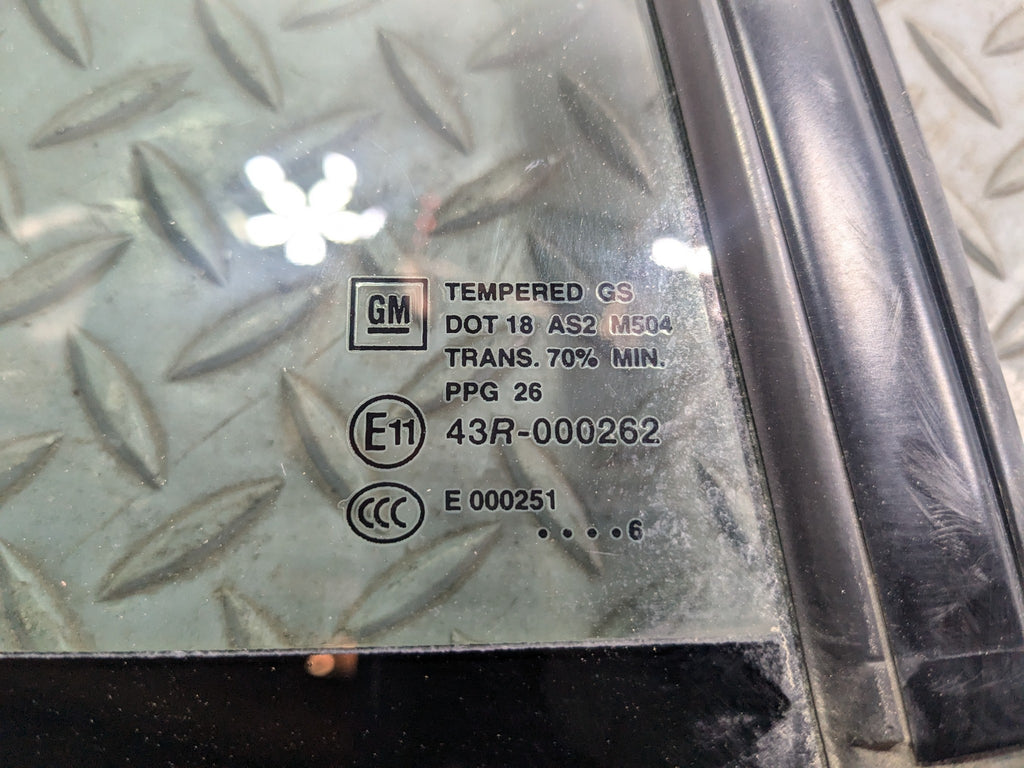 GM
TEMPERED GS
DOT 18 AS2 M504
TRANS. 70% MIN.
PPG 26
E11 43R-000262
CCC E 000251
....6